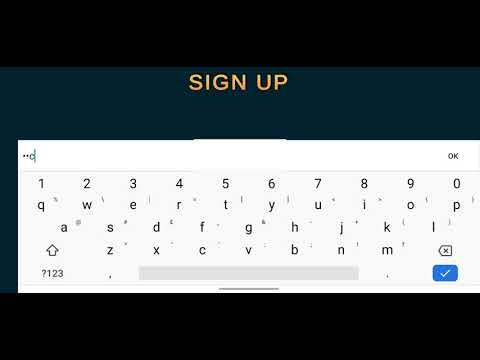 SIGN UP
••c OK
1 2 3 4 5 6 7 8 9 0
q w e r t y u i o p
a s d f g h j k l
z x c v b n m
?123 , .